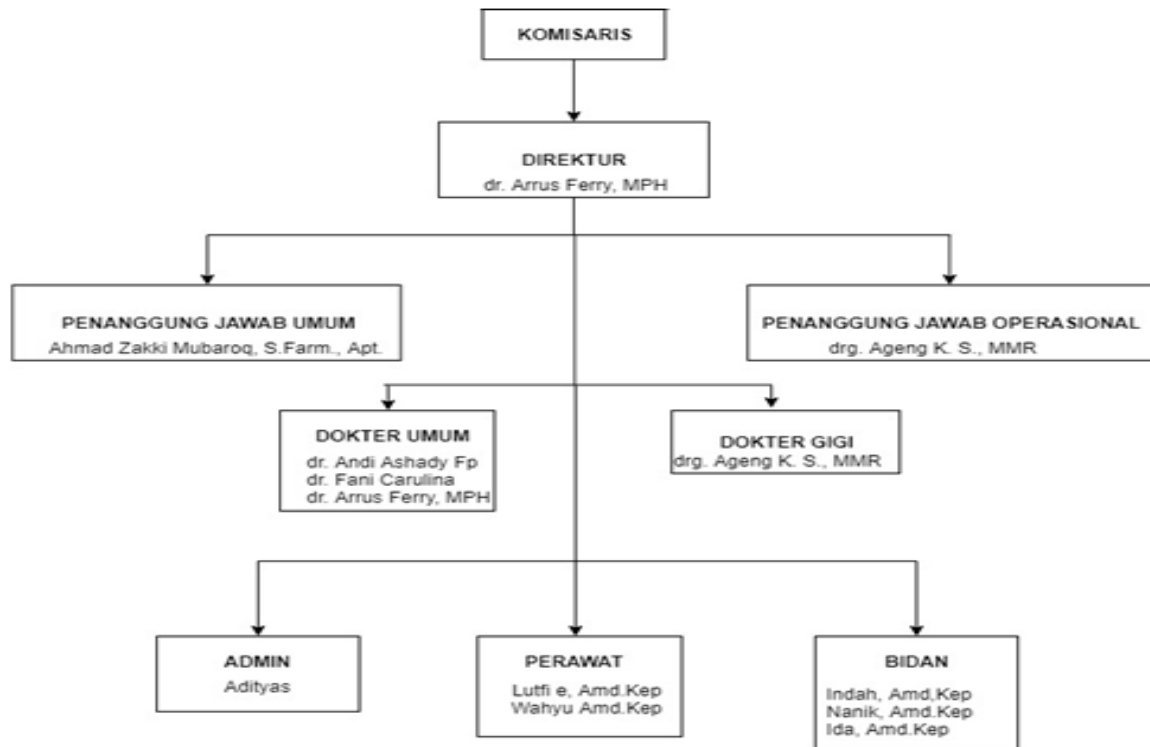 KOMISARIS
DIREKTUR
dr. Arrus Ferry, MPH
PENANGGUNG JAWAB UMUM
Ahmad Zakki Mubaroq, S.Farm., Apt.
PENANGGUNG JAWAB OPERASIONAL
drg. Ageng K. S., MMR
DOKTER UMUM
dr. Andi Ashady Fp
dr. Fani Carulina
dr. Arrus Ferry, MPH
DOKTER GIGI
drg. Ageng K. S., MMR
ADMIN
Adityas
PERAWAT
Lutfi e, Amd.Kep
Wahyu Amd.Kep
BIDAN
Indah, Amd,Kep
Nanik, Amd.Kep
Ida, Amd.Kep